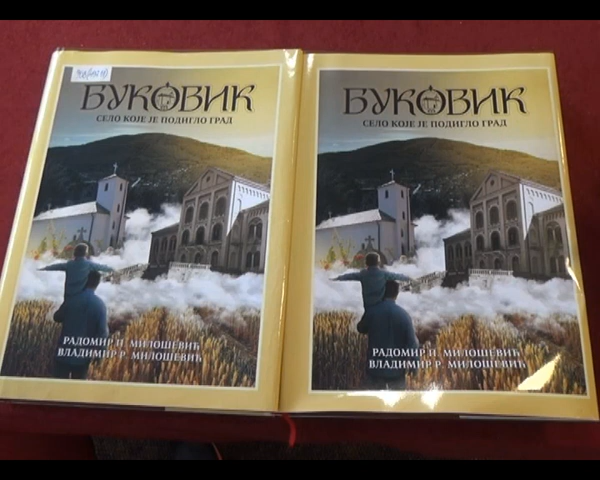 БУКОВИК
СЕЛО КОЈЕ ЈЕ ПОДИГЛО ГРАД
РАДОМИР П. МИЛОШЕВИЋ
ВЛАДИМИР Р. МИЛОШЕВИЋ
БУКОВИК
СЕЛО КОЈЕ ЈЕ ПОДИГЛО ГРАД
РАДОМИР П. МИЛОШЕВИЋ
ВЛАДИМИР Р. МИЛОШЕВИЋ